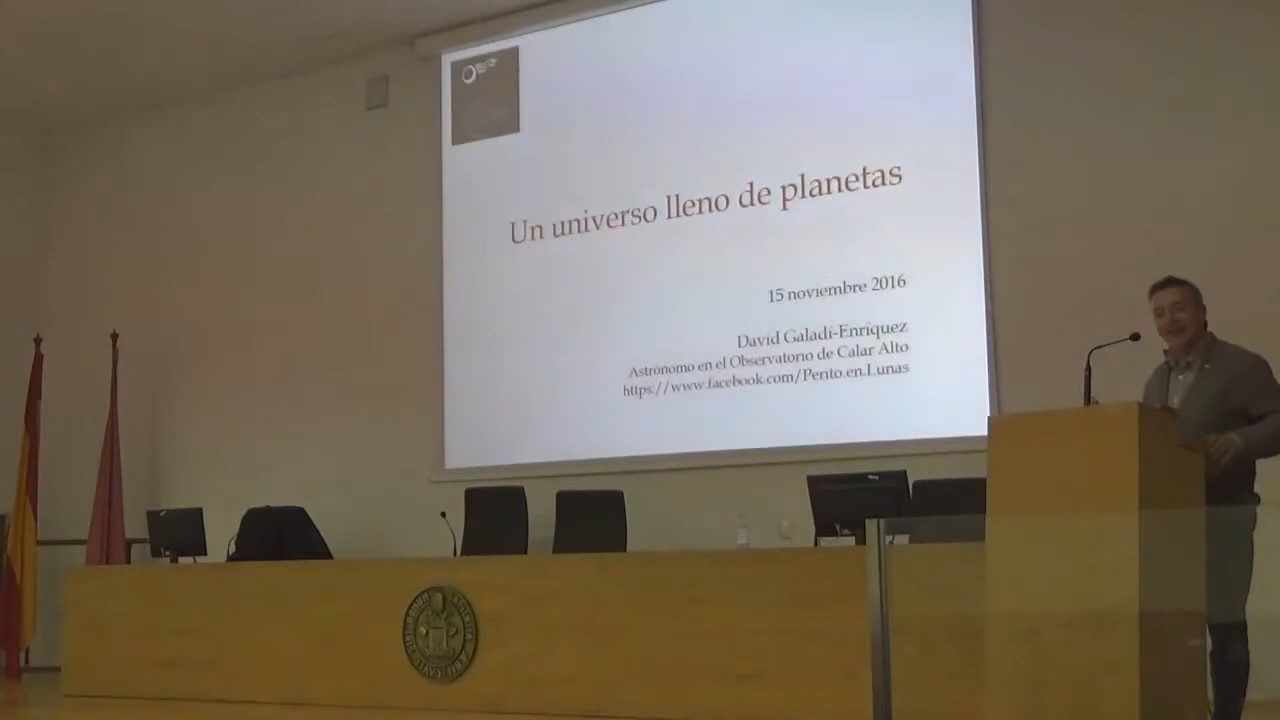 Un universo lleno de planetas
15 noviembre 2016
David Galadí-Enríquez
Astrónomo en el Observatorio de Calar Alto
https://www.facebook.com/Perito.en.Lunas